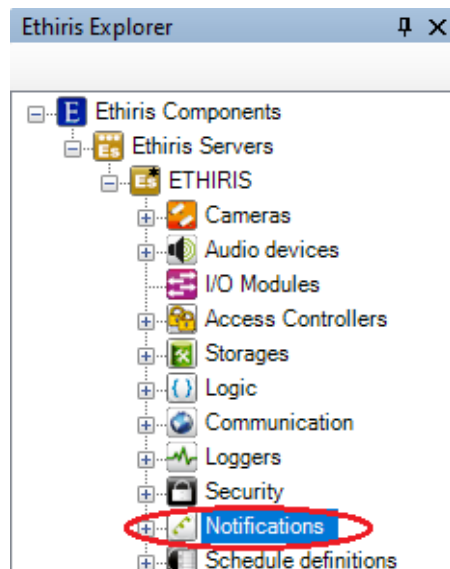 Ethiris Explorer
Ethiris Components
Ethiris Servers
ETHIRIS
Cameras
Audio devices
I/O Modules
Access Controllers
Storages
Logic
Communication
Loggers
Security
Notifications
Schedule definitions